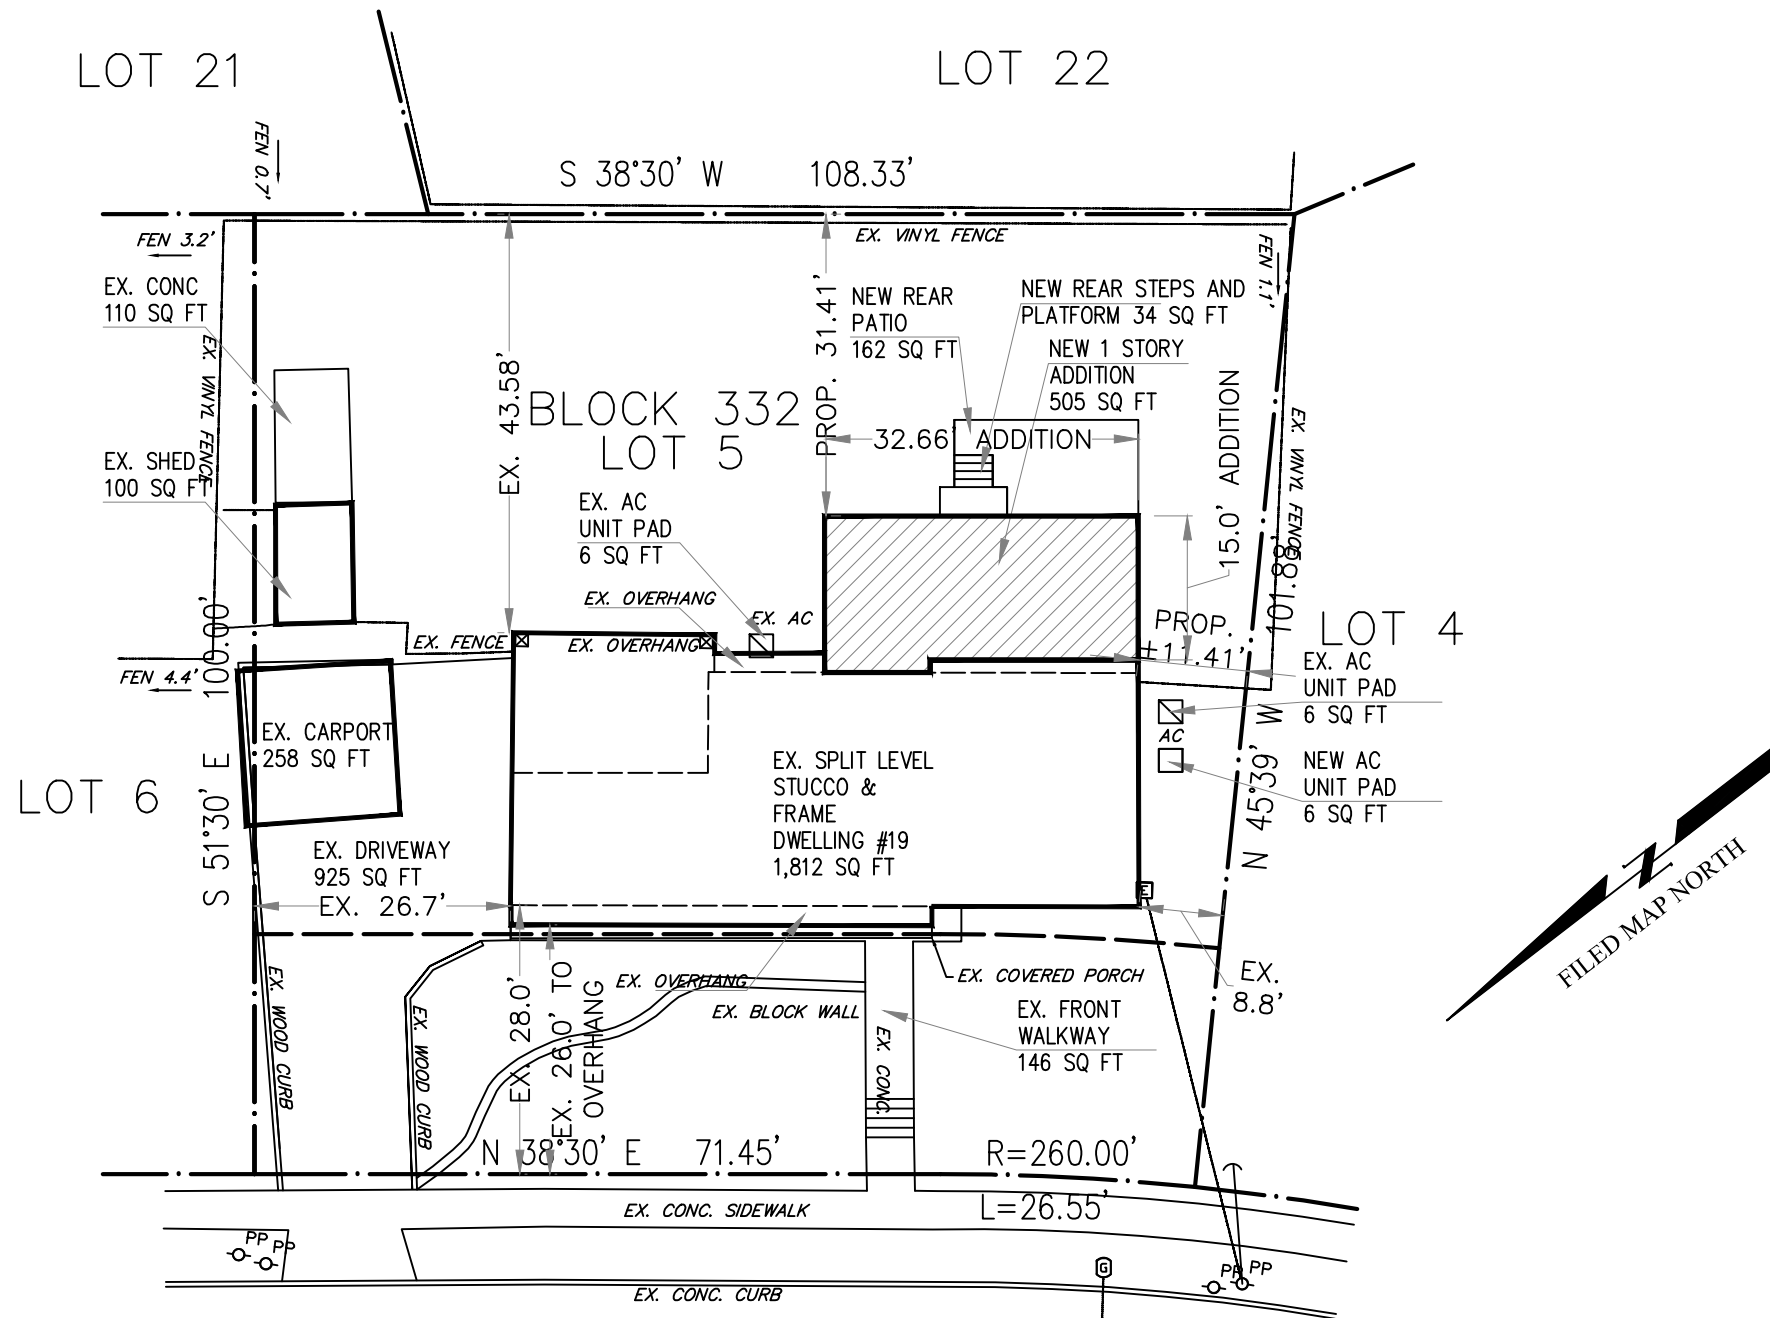 LOT 21
LOT 22
FEN 0.7'
S 38°30' W 108.33'
FEN 3.2'
EX. VINYL FENCE
FEN 1.1'
EX. CONC
110 SQ FT
EX. VINYL FENCE
EX. 43.58'
PROP. 31.41'
NEW REAR
PATIO
162 SQ FT
NEW REAR STEPS AND
PLATFORM 34 SQ FT
NEW 1 STORY
ADDITION
505 SQ FT
BLOCK 332
LOT 5
32.66' ADDITION
15.0' ADDITION
EX. VINYL FENCE
EX. SHED
100 SQ FT
EX. AC
UNIT PAD
6 SQ FT
EX. OVERHANG
EX. AC
EX. FENCE
EX. OVERHANG
PROP.
±11.41'
LOT 4
FEN 4.4'
S 51°30' E 100.00'
N 45°39' W 101.88'
EX. AC
UNIT PAD
6 SQ FT
AC
NEW AC
UNIT PAD
6 SQ FT
EX. CARPORT
258 SQ FT
LOT 6
EX. SPLIT LEVEL
STUCCO &
FRAME
DWELLING #19
1,812 SQ FT
EX. DRIVEWAY
925 SQ FT
EX. 26.7'
E
FILED MAP NORTH
EX. WOOD CURB
EX. WOOD CURB
EX. 28.0'
EX. 26.0' TO
OVERHANG
EX. OVERHANG
EX. BLOCK WALL
EX. COVERED PORCH
EX.
8.8'
EX. FRONT
WALKWAY
146 SQ FT
EX. CONC.
N 38°30' E 71.45'
R=260.00'
L=26.55'
EX. CONC. SIDEWALK
PP
PP
G
PP
PP
EX. CONC. CURB